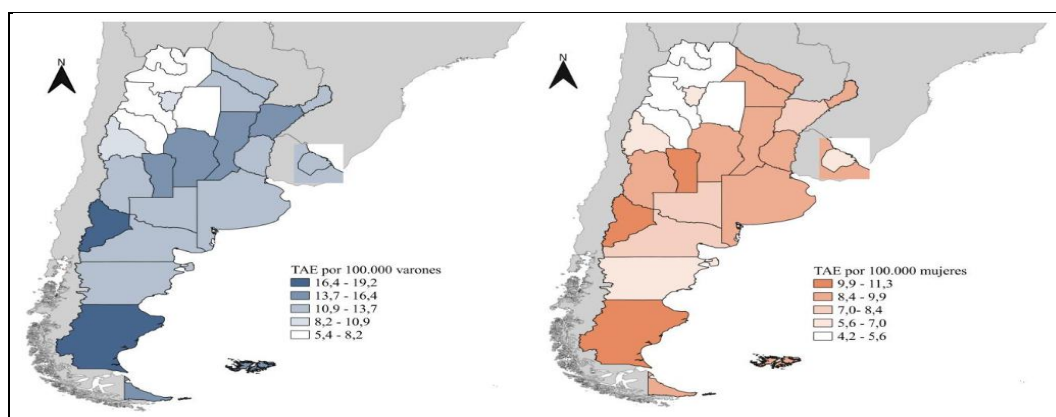 N
TAE por 100.000 varones
16,4 - 19,2
13,7 - 16,4
10,9 - 13,7
8,2 - 10,9
5,4 - 8,2
N
TAE por 100.000 mujeres
9,9 - 11,3
8,4 - 9,9
7,0- 8,4
5,6 - 7,0
4,2 - 5,6